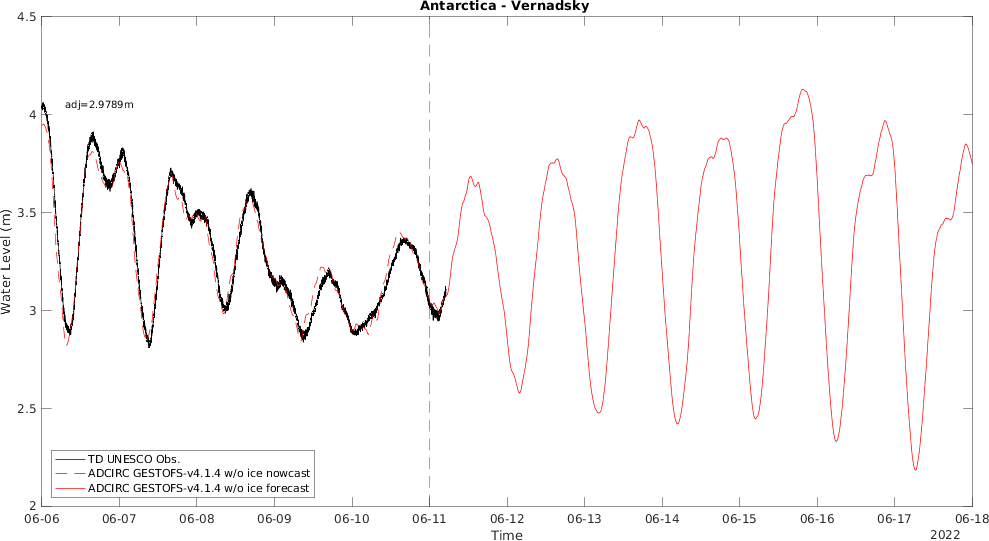 Antarctica - Vernadsky
4.5
4
3.5
3
2.5
2
Water Level (m)
adj=2.9789m
TD UNESCO Obs.
ADCIRC GESTOFS-v4.1.4 w/o ice nowcast
ADCIRC GESTOFS-v4.1.4 w/o ice forecast
06-06 06-07 06-08 06-09 06-10 06-11 06-12 06-13 06-14 06-15 06-16 06-17 06-18
Time
2022